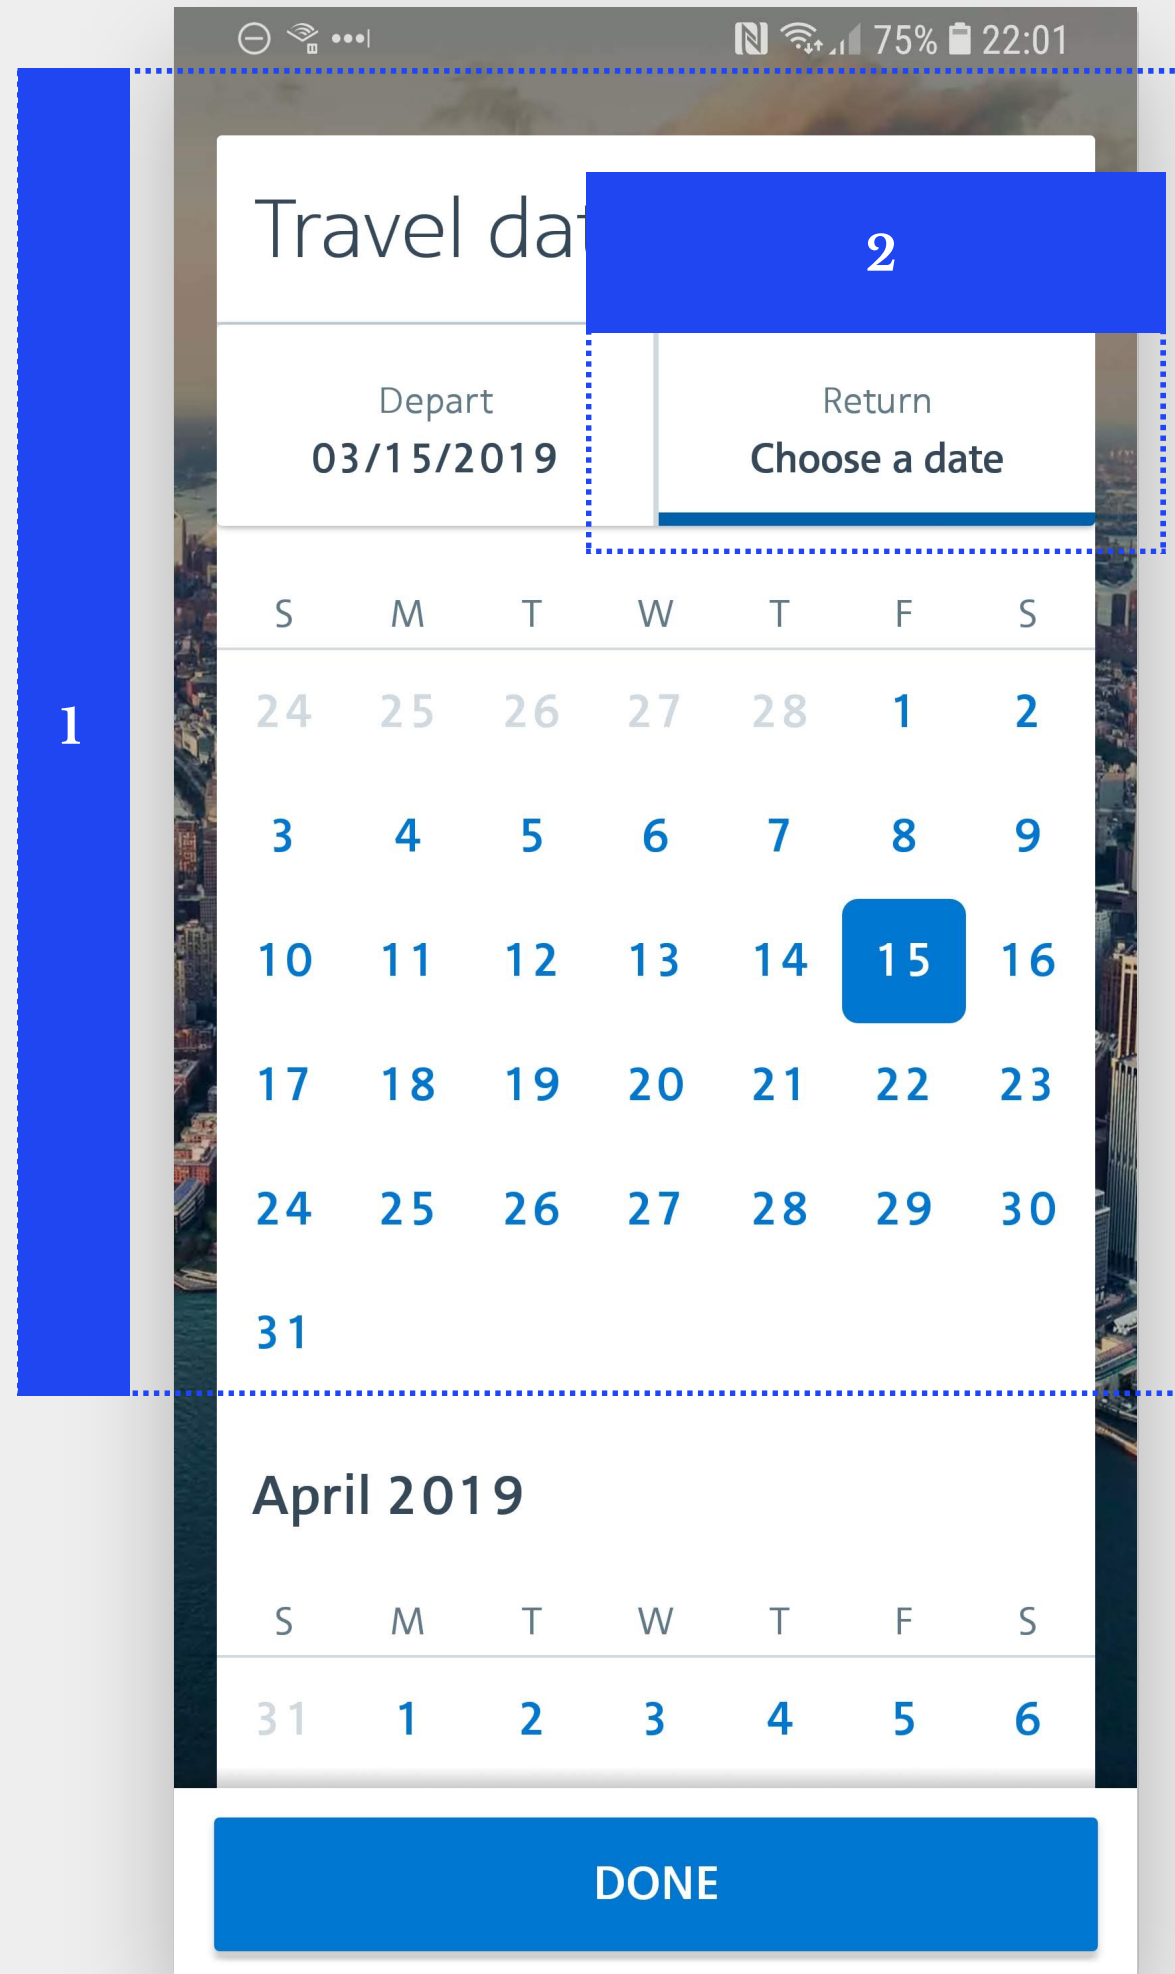 75% 22:01
Travel da
2
Depart
Return
03/15/2019
Choose a date
S M T W T F S
24 25 26 27 28 1 2
1
3 4 5 6 7 8 9
10 11 12 13 14 15 16
17 18 19 20 21 22 23
24 25 26 27 28 29 30
31
April 2019
S M T W T F S
31 1 2 3 4 5 6
DONE